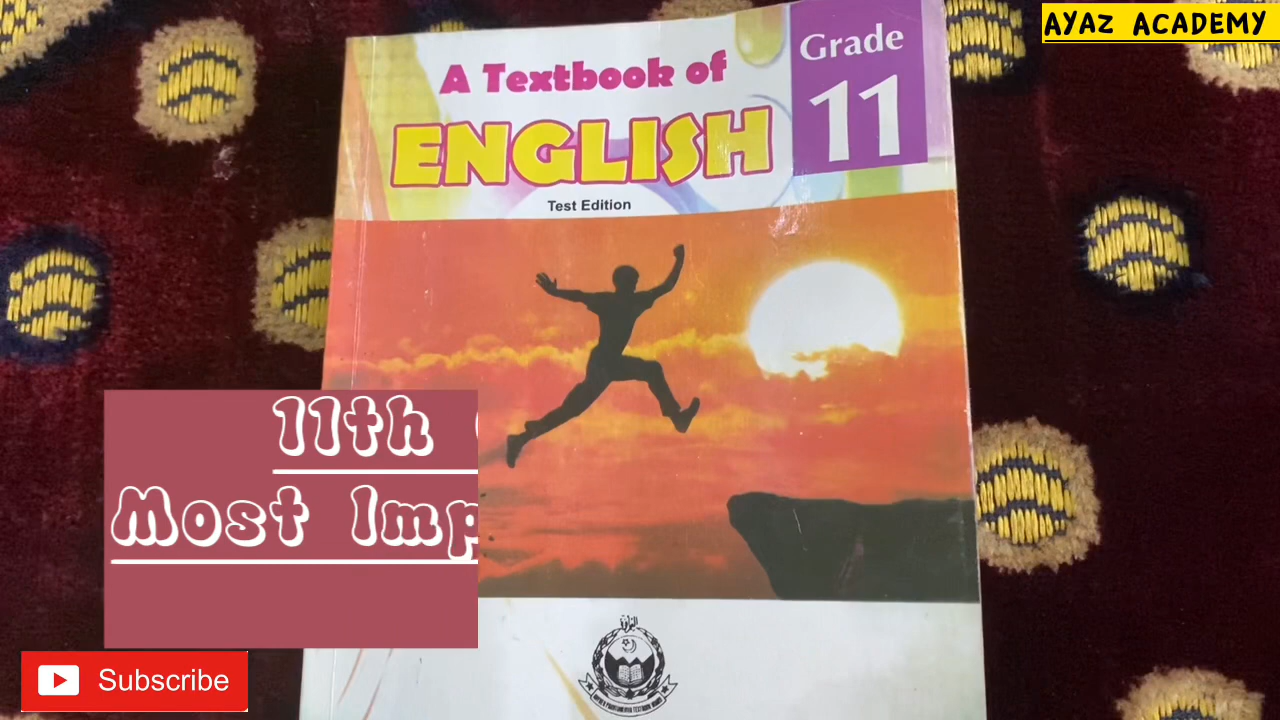 AYAZ ACADEMY
Grade
11
A Textbook of
ENGLISH
Test Edition
11th
Most Imp
Subscribe